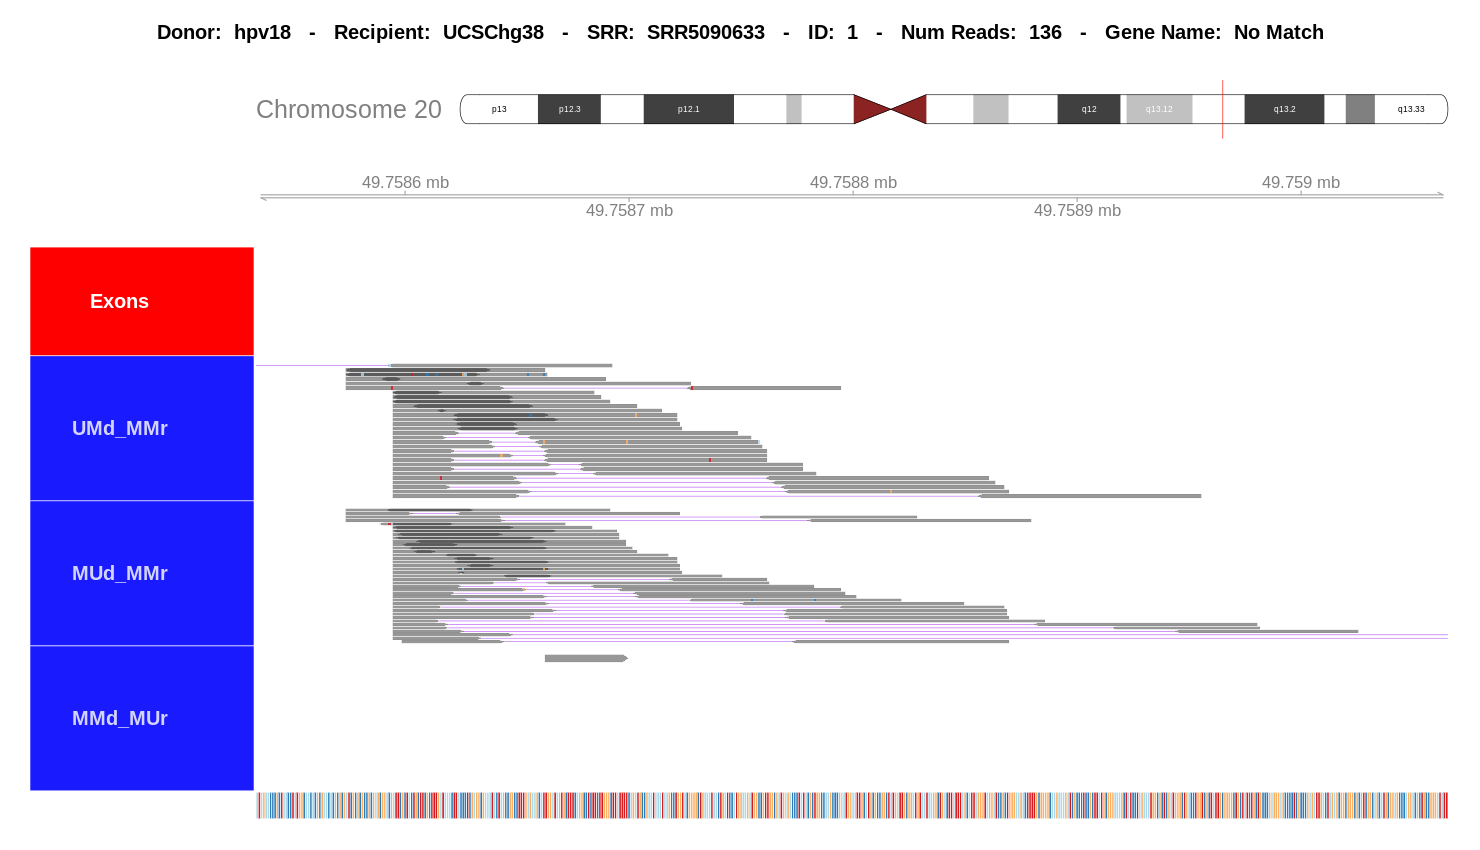 Donor: hpv18 - Recipient: UCSChg38 - SRR: SRR5090633 - ID: 1 - Num Reads: 136 - Gene Name: No Match
Chromosome 20
p13 p12.3 p12.1 q12 q13.12 q13.2 q13.33
49.7586 mb 49.7588 mb 49.759 mb
49.7587 mb 49.7589 mb
Exons
UMd_MMr
MUd_MMr
MMd_MUr